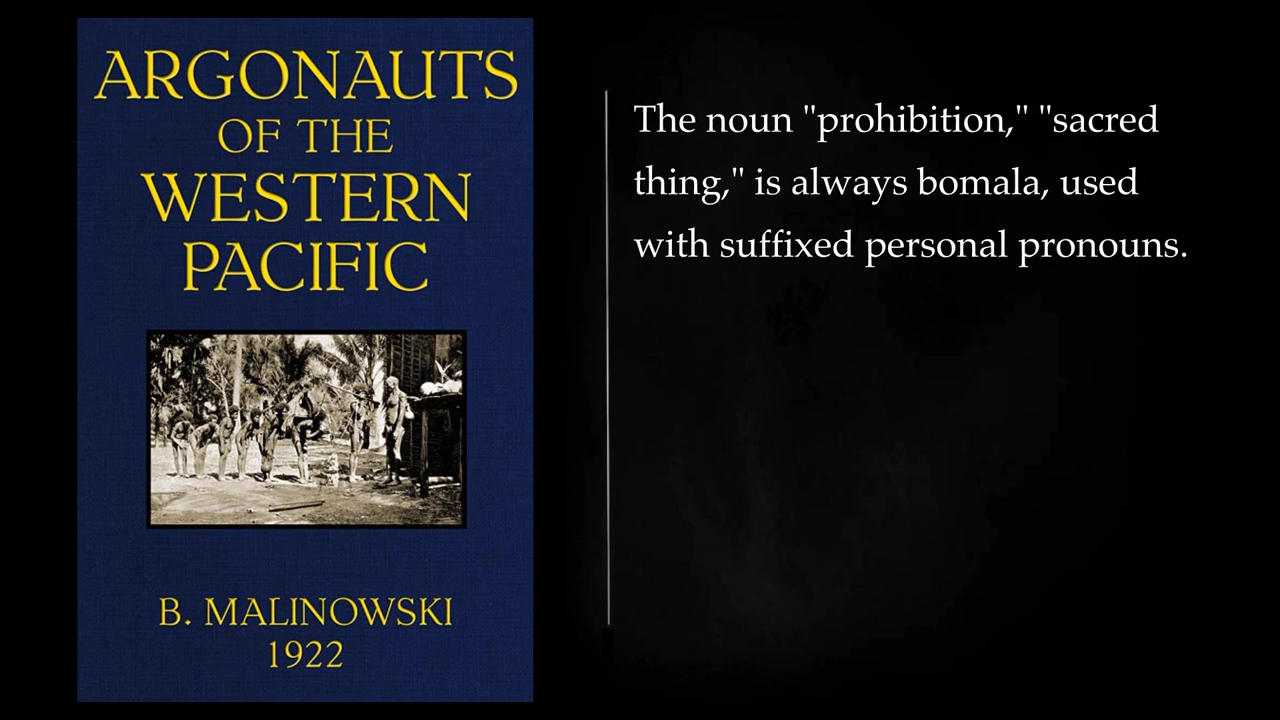 ARGONAUTS
OF THE
WESTERN
PACIFIC
B. MALINOWSKI
1922
The noun "prohibition," "sacred
thing," is always bomala, used
with suffixed personal pronouns.